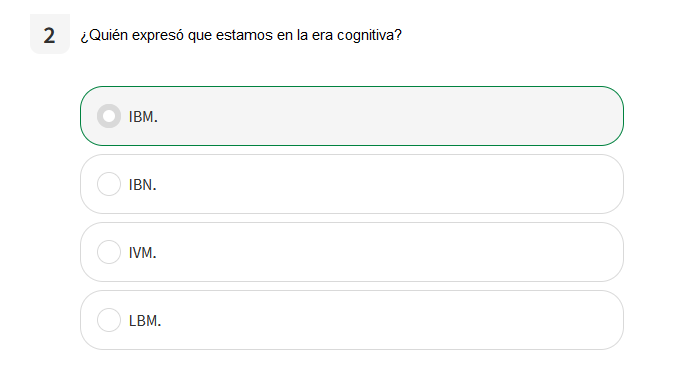 2 ¿Quién expresó que estamos en la era cognitiva?
IBM.
IBN.
IVM.
LBM.